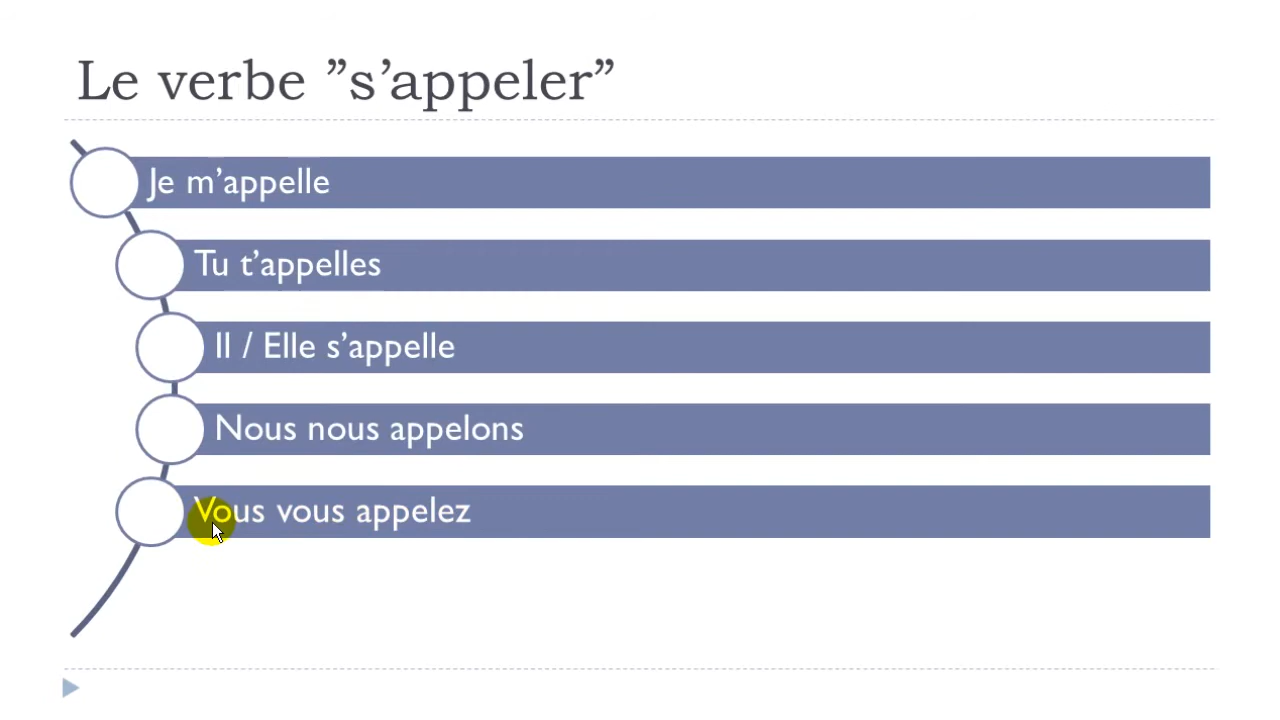 Le verbe ”s’appeler”
Je m’appelle
Tu t’appelles
Il / Elle s’appelle
Nous nous appelons
Vous vous appelez